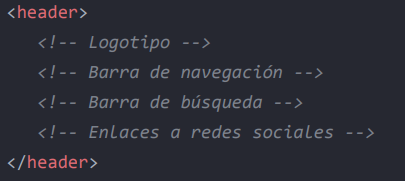 <header>
<!-- Logotipo -->
<!-- Barra de navegación -->
<!-- Barra de búsqueda -->
<!-- Enlaces a redes sociales -->
</header>